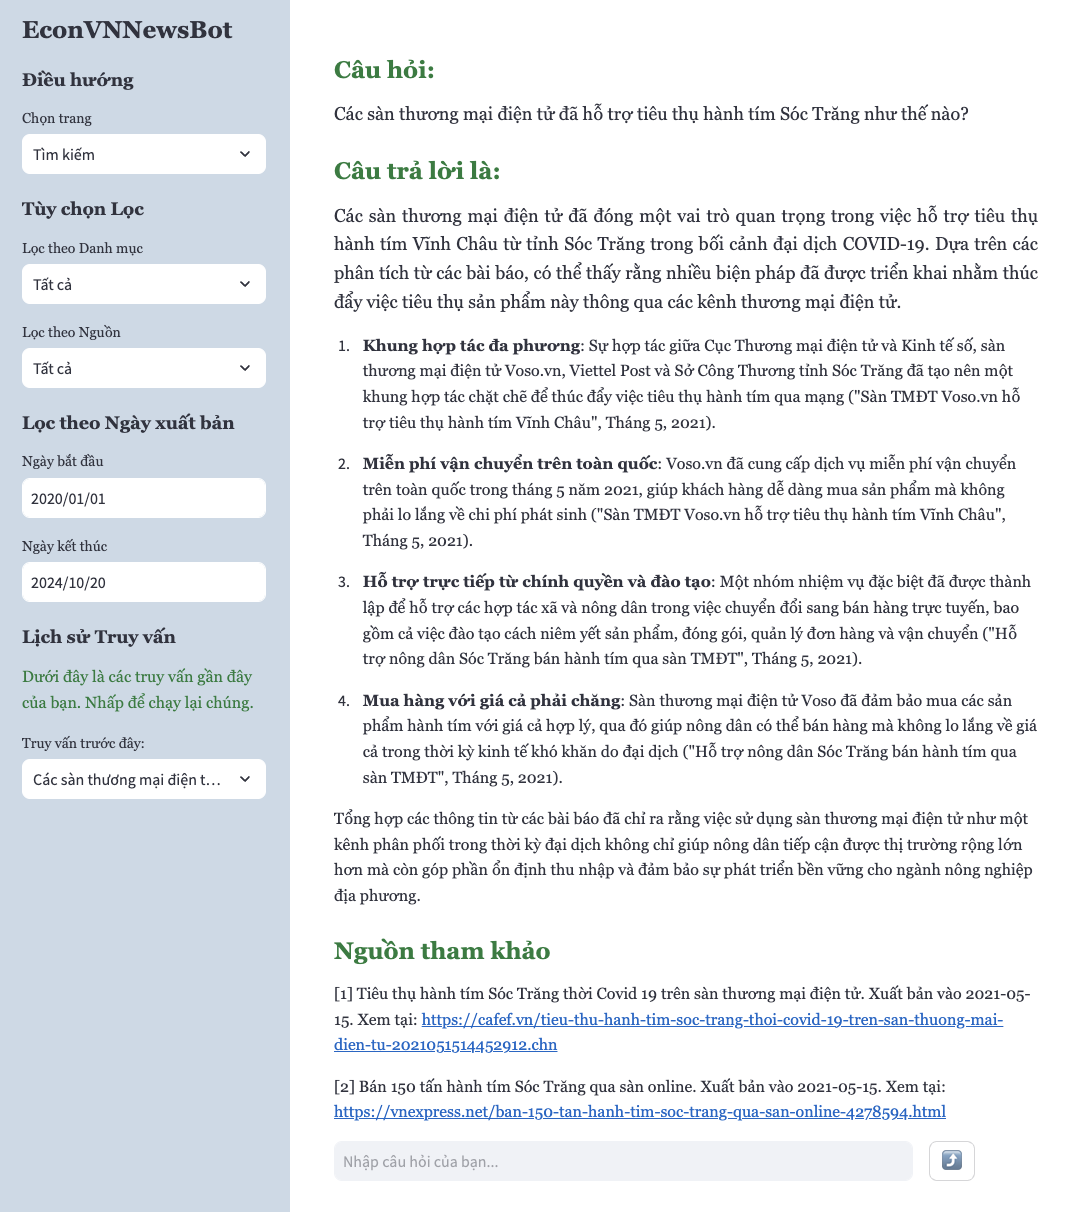 EconVNNewsBot
Điều hướng
Chọn trang
Tìm kiếm
Tùy chọn Lọc
Lọc theo Danh mục
Tất cả
Lọc theo Nguồn
Tất cả
Lọc theo Ngày xuất bản
Ngày bắt đầu
2020/01/01
Ngày kết thúc
2024/10/20
Lịch sử Truy vấn
Dưới đây là các truy vấn gần đây
của bạn. Nhấp để chạy lại chúng.
Truy vấn trước đây:
Các sàn thương mại điện t...
Câu hỏi:
Các sàn thương mại điện tử đã hỗ trợ tiêu thụ hành tím Sóc Trăng như thế nào?
Câu trả lời là:
Các sàn thương mại điện tử đã đóng một vai trò quan trọng trong việc hỗ trợ tiêu thụ
hành tím Vĩnh Châu từ tỉnh Sóc Trăng trong bối cảnh đại dịch COVID-19. Dựa trên các
phân tích từ các bài báo, có thể thấy rằng nhiều biện pháp đã được triển khai nhằm thúc
đẩy việc tiêu thụ sản phẩm này thông qua các kênh thương mại điện tử.
1. Khung hợp tác đa phương: Sự hợp tác giữa Cục Thương mại điện tử và Kinh tế số, sàn
thương mại điện tử Voso.vn, Viettel Post và Sở Công Thương tỉnh Sóc Trăng đã tạo nên một
khung hợp tác chặt chẽ để thúc đẩy việc tiêu thụ hành tím qua mạng ("Sàn TMĐT Voso.vn hỗ
trợ tiêu thụ hành tím Vĩnh Châu", Tháng 5, 2021).
2. Miễn phí vận chuyển trên toàn quốc: Voso.vn đã cung cấp dịch vụ miễn phí vận chuyển
trên toàn quốc trong tháng 5 năm 2021, giúp khách hàng dễ dàng mua sản phẩm mà không
phải lo lắng về chi phí phát sinh ("Sàn TMĐT Voso.vn hỗ trợ tiêu thụ hành tím Vĩnh Châu",
Tháng 5, 2021).
3. Hỗ trợ trực tiếp từ chính quyền và đào tạo: Một nhóm nhiệm vụ đặc biệt đã được thành
lập để hỗ trợ các hợp tác xã và nông dân trong việc chuyển đổi sang bán hàng trực tuyến, bao
gồm cả việc đào tạo cách niêm yết sản phẩm, đóng gói, quản lý đơn hàng và vận chuyển ("Hỗ
trợ nông dân Sóc Trăng bán hành tím qua sàn TMĐT", Tháng 5, 2021).
4. Mua hàng với giá cả phải chăng: Sàn thương mại điện tử Voso đã đảm bảo mua các sản
phẩm hành tím với giá cả hợp lý, qua đó giúp nông dân có thể bán hàng mà không lo lắng về giá
cả trong thời kỳ kinh tế khó khăn do đại dịch ("Hỗ trợ nông dân Sóc Trăng bán hành tím qua
sàn TMĐT", Tháng 5, 2021).
Tổng hợp các thông tin từ các bài báo đã chỉ ra rằng việc sử dụng sàn thương mại điện tử như một
kênh phân phối trong thời kỳ đại dịch không chỉ giúp nông dân tiếp cận được thị trường rộng lớn
hơn mà còn góp phần ổn định thu nhập và đảm bảo sự phát triển bền vững cho ngành nông nghiệp
địa phương.
Nguồn tham khảo
[1] Tiêu thụ hành tím Sóc Trăng thời Covid 19 trên sàn thương mại điện tử. Xuất bản vào 2021-05-
15. Xem tại: https://cafef.vn/tieu-thu-hanh-tim-soc-trang-thoi-covid-19-tren-san-thuong-mai-
dien-tu-2021051514452912.chn
[2] Bán 150 tấn hành tím Sóc Trăng qua sàn online. Xuất bản vào 2021-05-15. Xem tại:
https://vnexpress.net/ban-150-tan-hanh-tim-soc-trang-qua-san-online-4278594.html
Nhập câu hỏi của bạn...